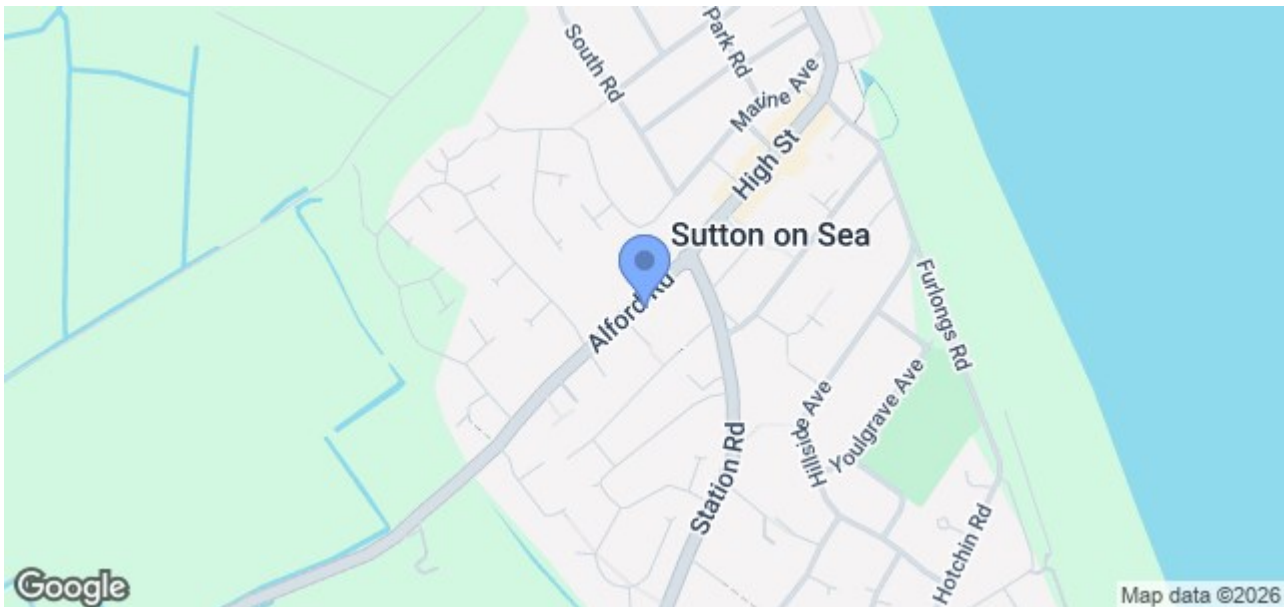 South Rd
Park Rd
Marine Ave
High St
Sutton on Sea
Alford Rd
Furlongs Rd
Hillside Ave
Youlgrave Ave
Station Rd
Hotchin Rd
Google
Map data ©2026